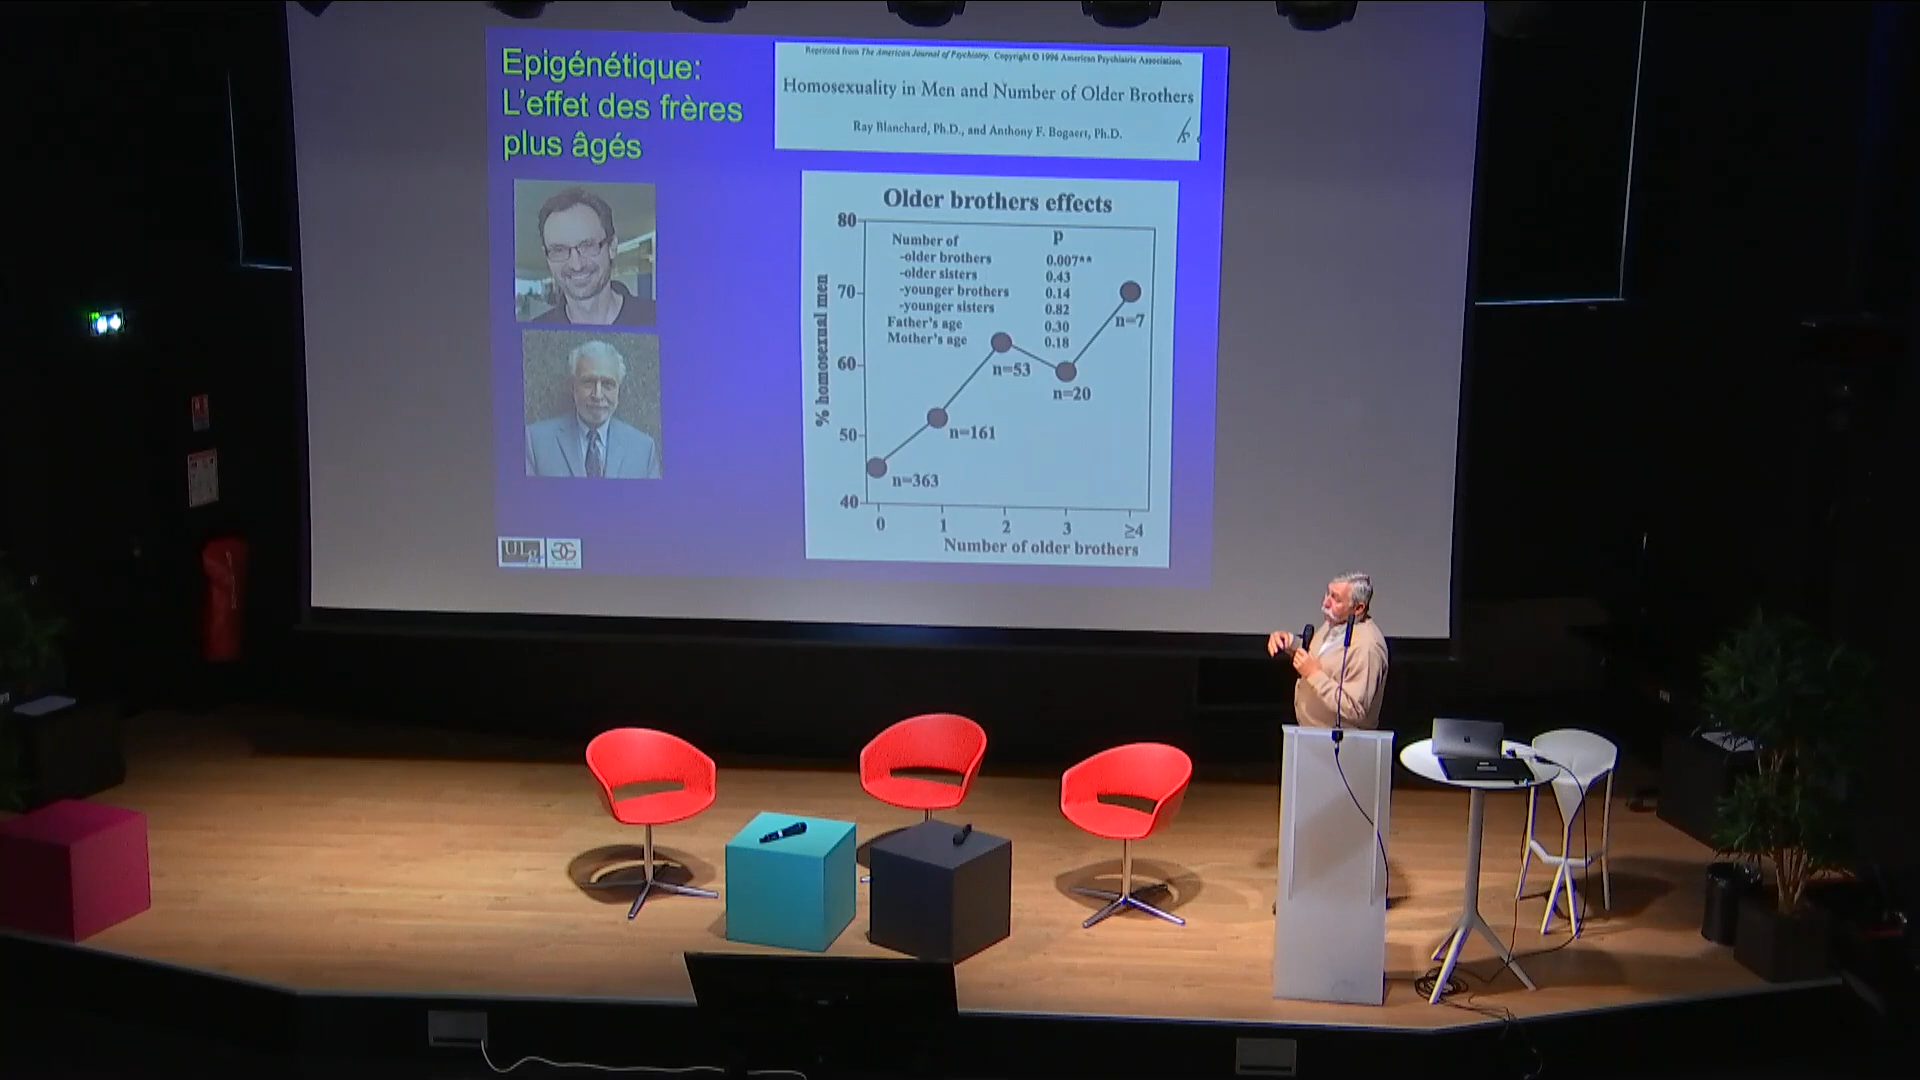 Epigénétique:
L'effet des frères
plus âgés
Reprinted from The American Journal of Psychiatry. Copyright © 1996 American Psychiatric Association.
Homosexuality in Men and Number of Older Brothers
Ray Blanchard, Ph.D., and Anthony F. Bogaert, Ph.D.
Older brothers effects
Number of p
-older brothers 0.007**
-older sisters 0.43
-younger brothers 0.14
-younger sisters 0.82
Father's age 0.30
Mother's age 0.18
% homosexual men
80
70
60
50
40
n=363
n=161
n=53
n=20
n=7
0 1 2 3 ≥4
Number of older brothers
ULg